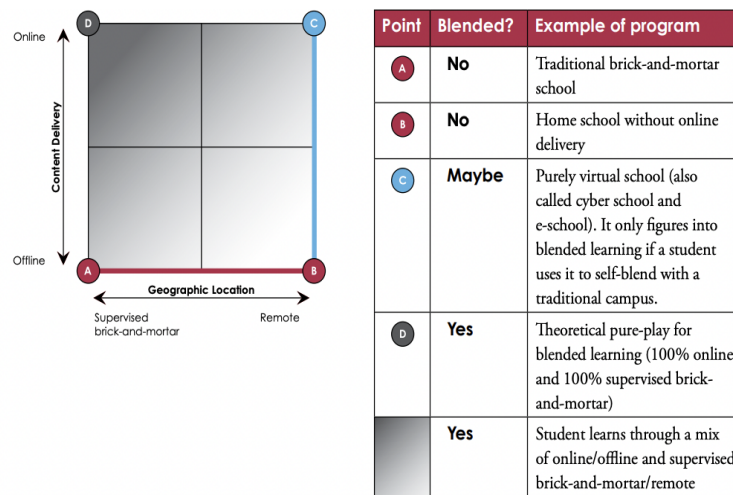 D
C
Online
Content Delivery
Offline
A
B
Geographic Location
Supervised
brick-and-mortar
Remote
Point Blended? Example of program
A No Traditional brick-and-mortar
school
B No Home school without online
delivery
C Maybe Purely virtual school (also
called cyber school and
e-school). It only figures into
blended learning if a student
uses it to self-blend with a
traditional campus.
D Yes Theoretical pure-play for
blended learning (100% online
and 100% supervised brick-
and-mortar)
Yes Student learns through a mix
of online/offline and supervised
brick-and-mortar/remote